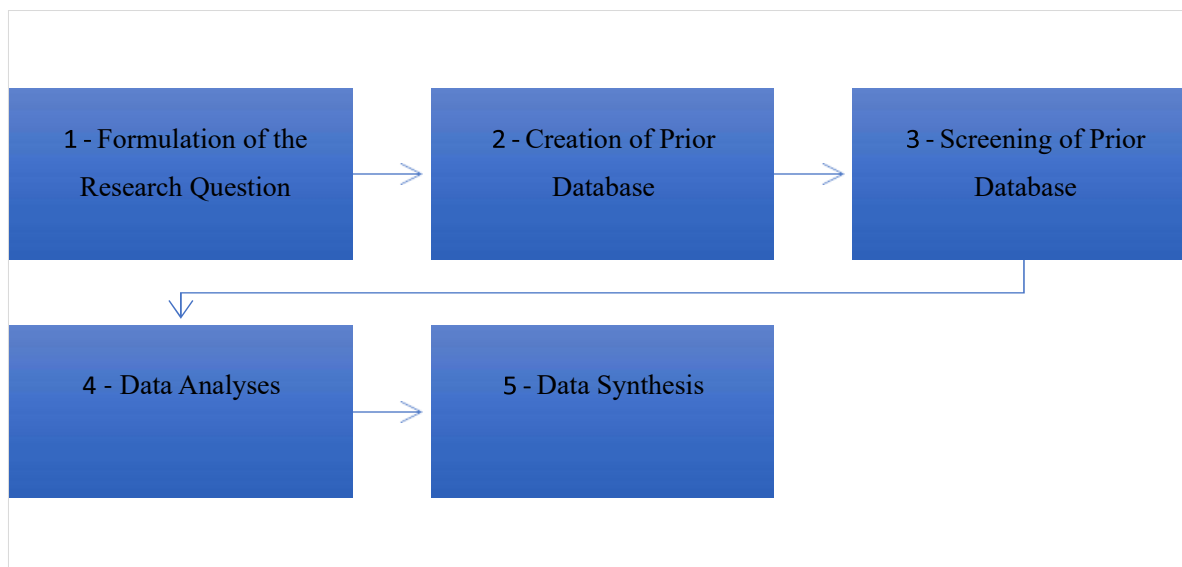 1 - Formulation of the
Research Question
2 - Creation of Prior
Database
3 - Screening of Prior
Database
4 - Data Analyses
5 - Data Synthesis